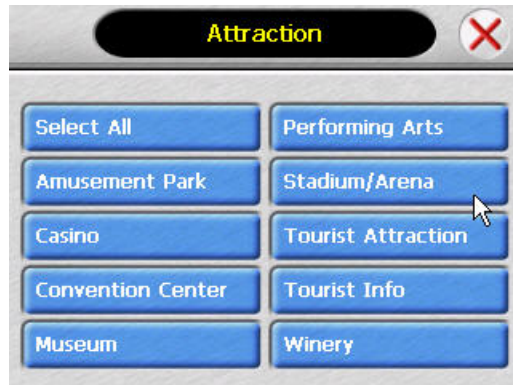 Attraction
Select All
Performing Arts
Amusement Park
Stadium/Arena
Casino
Tourist Attraction
Convention Center
Tourist Info
Museum
Winery